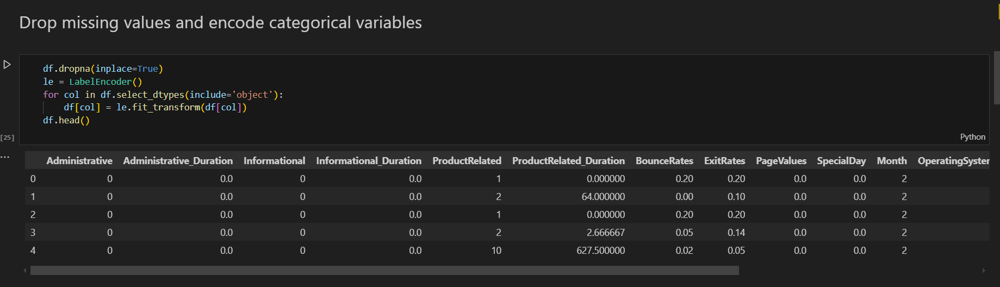 Drop missing values and encode categorical variables
df.dropna(inplace=True)
le = LabelEncoder()
for col in df.select_dtypes(include='object'):
    df[col] = le.fit_transform(df[col])
df.head()
[25]
Python
Administrative Administrative_Duration Informational Informational_Duration ProductRelated ProductRelated_Duration BounceRates ExitRates PageValues SpecialDay Month OperatingSyster
0 0 0.0 0 0.0 1 0.000000 0.20 0.20 0.0 0.0 2
1 0 0.0 0 0.0 2 64.000000 0.00 0.10 0.0 0.0 2
2 0 0.0 0 0.0 1 0.000000 0.20 0.20 0.0 0.0 2
3 0 0.0 0 0.0 2 2.666667 0.05 0.14 0.0 0.0 2
4 0 0.0 0 0.0 10 627.500000 0.02 0.05 0.0 0.0 2